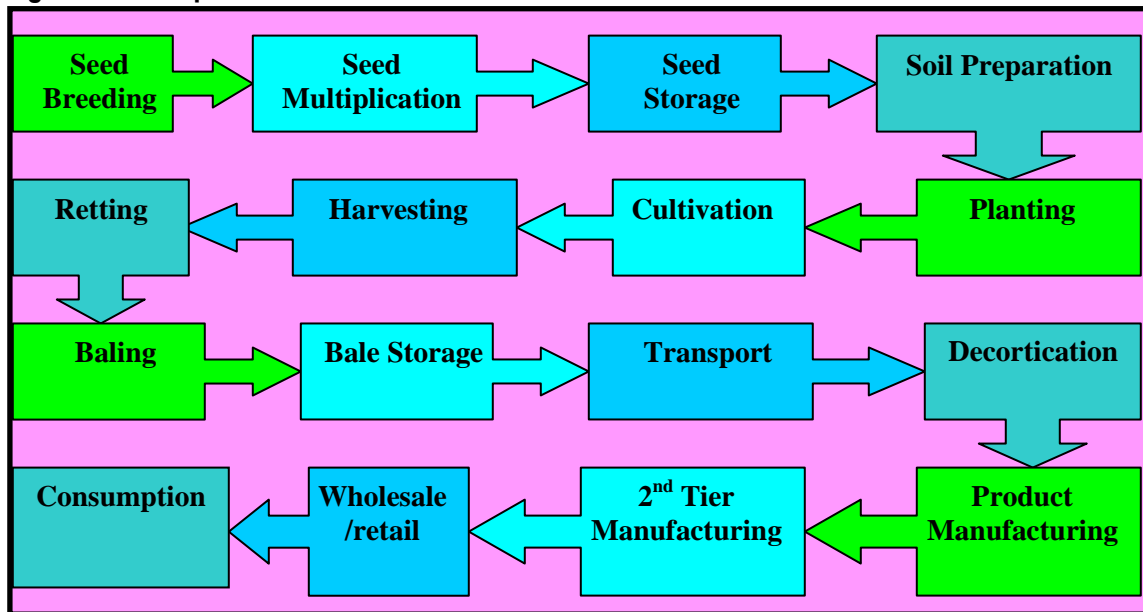 Seed
Breeding
Seed
Multiplication
Seed
Storage
Soil Preparation
Retting
Harvesting
Cultivation
Planting
Baling
Bale Storage
Transport
Decortication
Consumption
Wholesale
/retail
2nd Tier
Manufacturing
Product
Manufacturing